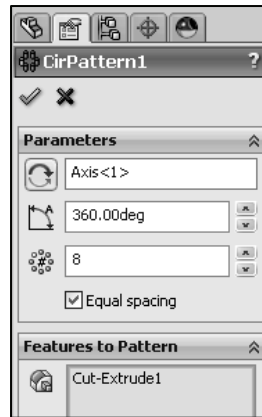 CirPattern1 ?
Parameters
Axis<1>
360.00deg
8
Equal spacing
Features to Pattern
Cut-Extrude1